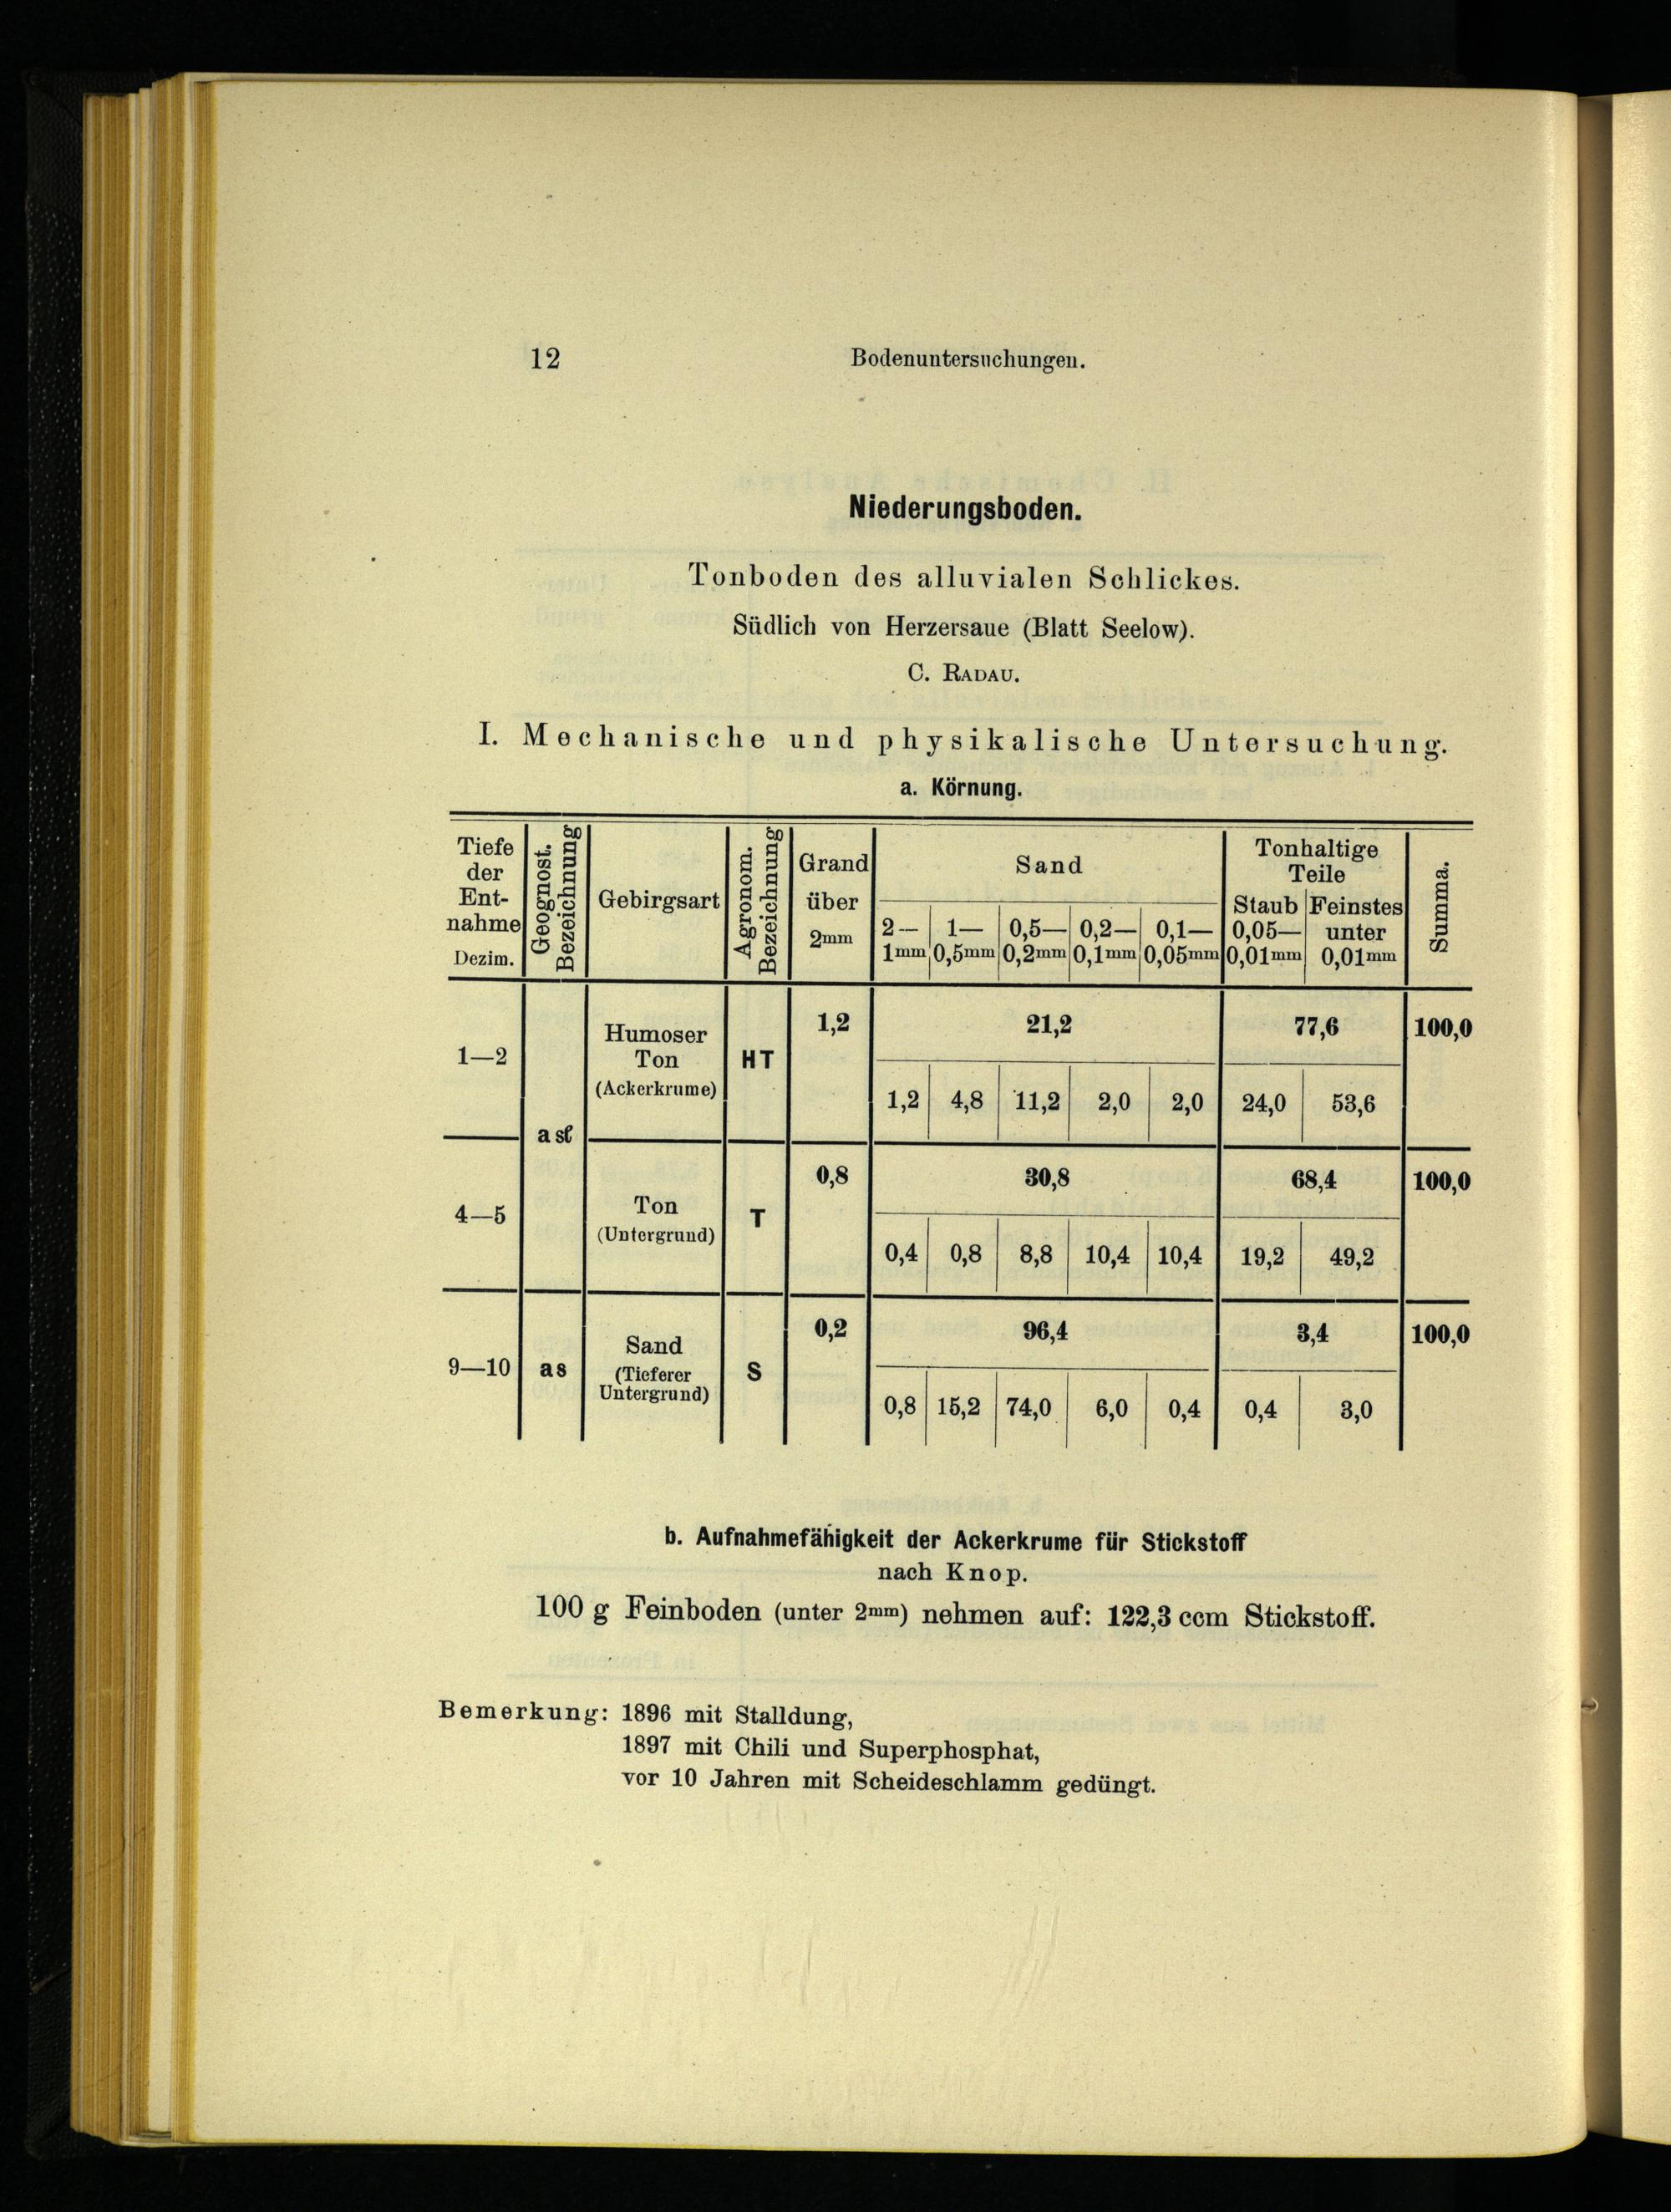 12 Bodenuntersuchungen.
Niederungsboden.
Tonboden des alluvialen Schlickes.
Südlich von Herzersaue (Blatt Seelow).
C. RADAU.
I. Mechanische und physikalische Untersuchung.
a. Körnung.
Tiefe der Ent-nahme Dezim. | Geognost. Bezeichnung | Gebirgsart | Agronom. Bezeichnung | Grand über 2mm | Sand | Tonhaltige Teile | Summa.
2—1mm | 1—0,5mm | 0,5—0,2mm | 0,2—0,1mm | 0,1—0,05mm | Staub 0,05—0,01mm | Feinstes unter 0,01mm
1—2 | asf | Humoser Ton (Ackerkrume) | HT | 1,2 | 21,2 | 77,6 | 100,0
1,2 | 4,8 | 11,2 | 2,0 | 2,0 | 24,0 | 53,6
4—5 | Ton (Untergrund) | T | 0,8 | 30,8 | 68,4 | 100,0
0,4 | 0,8 | 8,8 | 10,4 | 10,4 | 19,2 | 49,2
9—10 | as | Sand (Tieferer Untergrund) | S | 0,2 | 96,4 | 3,4 | 100,0
0,8 | 15,2 | 74,0 | 6,0 | 0,4 | 0,4 | 3,0
b. Aufnahmefähigkeit der Ackerkrume für Stickstoff
nach Knop.
100 g Feinboden (unter 2mm) nehmen auf: 122,3 ccm Stickstoff.
Bemerkung: 1896 mit Stalldung,
1897 mit Chili und Superphosphat,
vor 10 Jahren mit Scheideschlamm gedüngt.